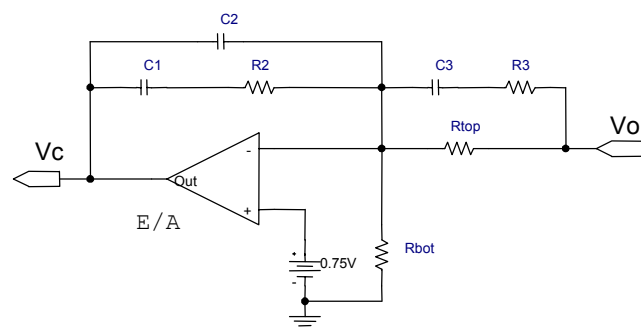 C2
C1 R2 C3 R3
Vc Rtop Vo
-
Out
+
E/A
+ 0.75V Rbot
-